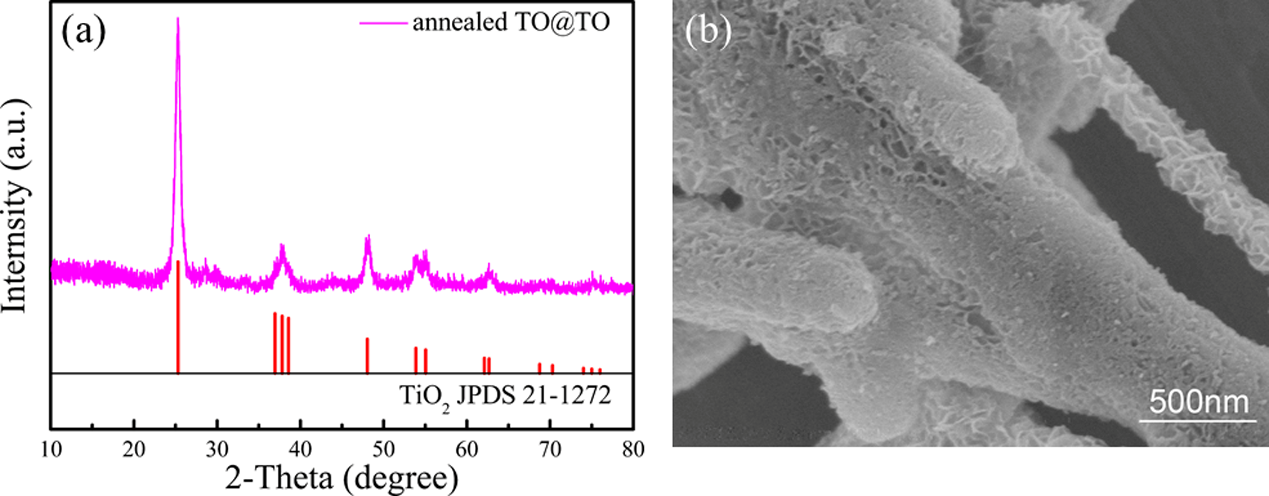 (a)
annealed TO@TO
Internsity (a.u.)
TiO2 JPDS 21-1272
10 20 30 40 50 60 70 80
2-Theta (degree)
(b)
500nm